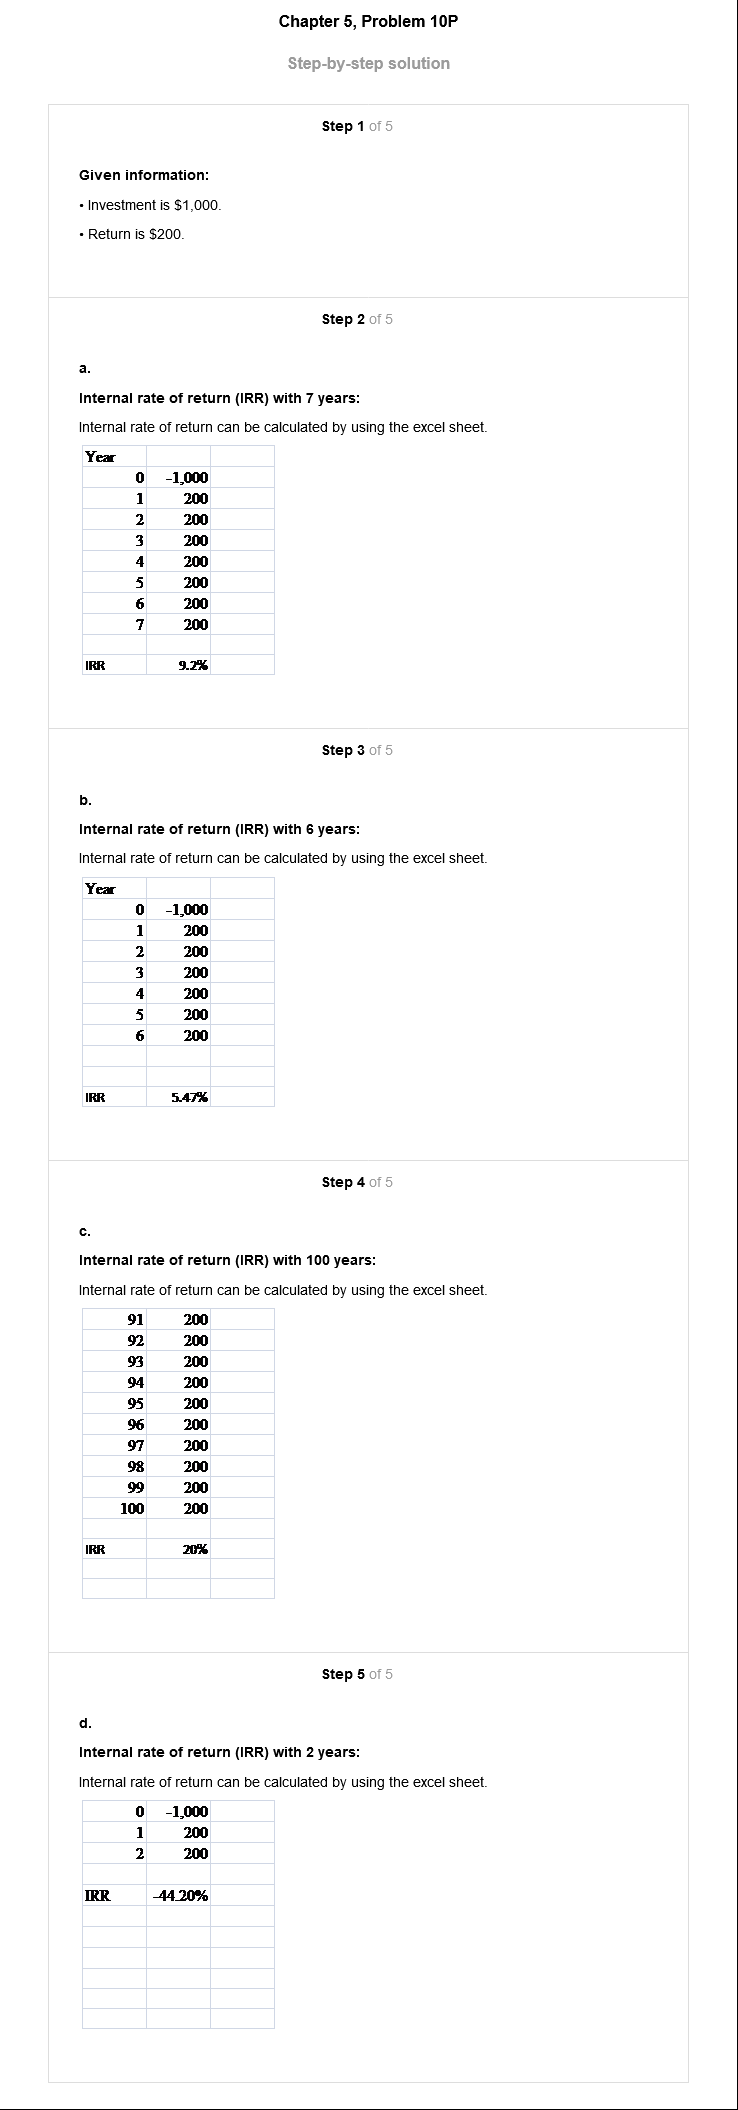 Chapter 5, Problem 10P
Step-by-step solution
Step 1 of 5
Given information:
• Investment is $1,000.
• Return is $200.
Step 2 of 5
a.
Internal rate of return (IRR) with 7 years:
Internal rate of return can be calculated by using the excel sheet.
Year
0 -1,000
1 200
2 200
3 200
4 200
5 200
6 200
7 200
IRR 9.2%
Step 3 of 5
b.
Internal rate of return (IRR) with 6 years:
Internal rate of return can be calculated by using the excel sheet.
Year
0 -1,000
1 200
2 200
3 200
4 200
5 200
6 200
IRR 5.47%
Step 4 of 5
c.
Internal rate of return (IRR) with 100 years:
Internal rate of return can be calculated by using the excel sheet.
91 200
92 200
93 200
94 200
95 200
96 200
97 200
98 200
99 200
100 200
IRR 20%
Step 5 of 5
d.
Internal rate of return (IRR) with 2 years:
Internal rate of return can be calculated by using the excel sheet.
0 -1,000
1 200
2 200
IRR -44.20%